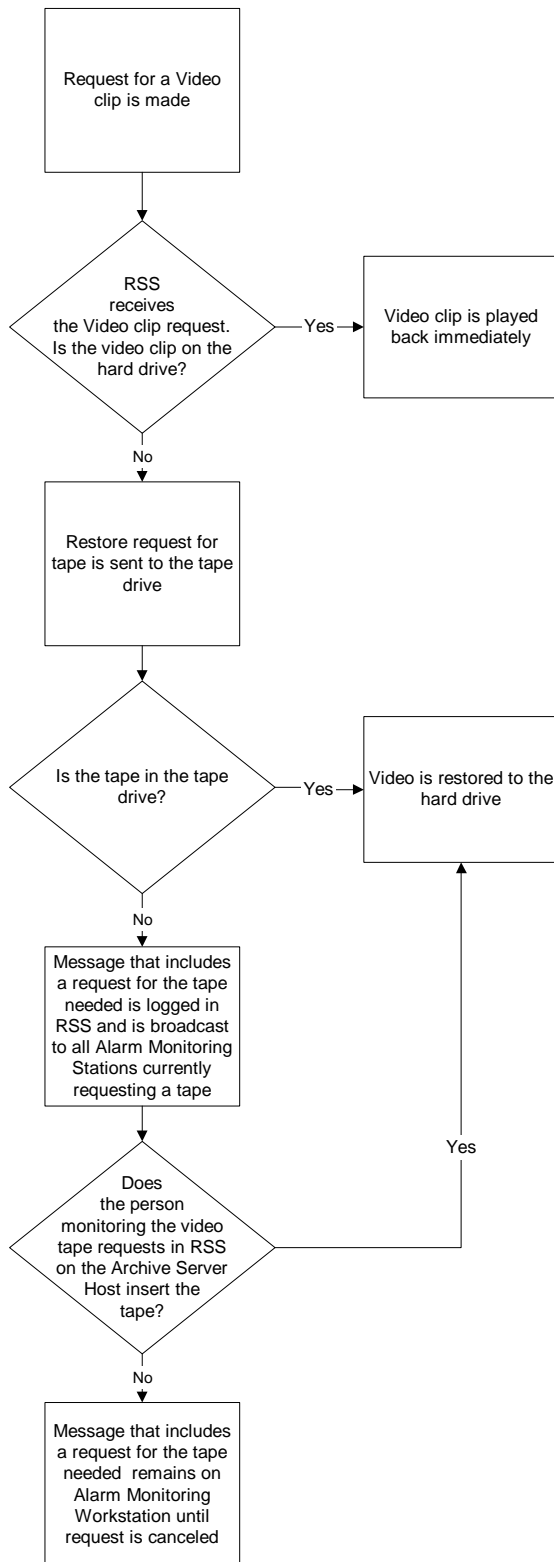 Request for a Video
clip is made
RSS
receives
the Video clip request.
Is the video clip on the
hard drive?
Yes
Video clip is played
back immediately
No
Restore request for
tape is sent to the tape
drive
Is the tape in the tape
drive?
Yes
Video is restored to the
hard drive
No
Message that includes
a request for the tape
needed is logged in
RSS and is broadcast
to all Alarm Monitoring
Stations currently
requesting a tape
Does
the person
monitoring the video
tape requests in RSS
on the Archive Server
Host insert the
tape?
Yes
No
Message that includes
a request for the tape
needed remains on
Alarm Monitoring
Workstation until
request is canceled